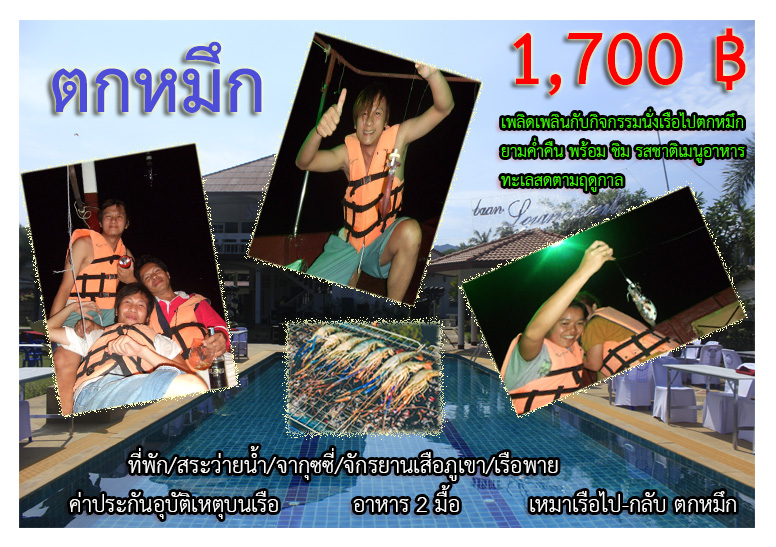 ตกหมึก
1,700 ฿
เพลิดเพลินกับกิจกรรมนั่งเรือไปตกหมึก
ยามค่ำคืน พร้อม ชิม รสชาติเมนูอาหาร
ทะเลสดตามฤดูกาล
ที่พัก/สระว่ายน้ำ/จากุซซี่/จักรยานเสือภูเขา/เรือพาย
ค่าประกันอุบัติเหตุบนเรือ อาหาร 2 มื้อ เหมาเรือไป-กลับ ตกหมึก